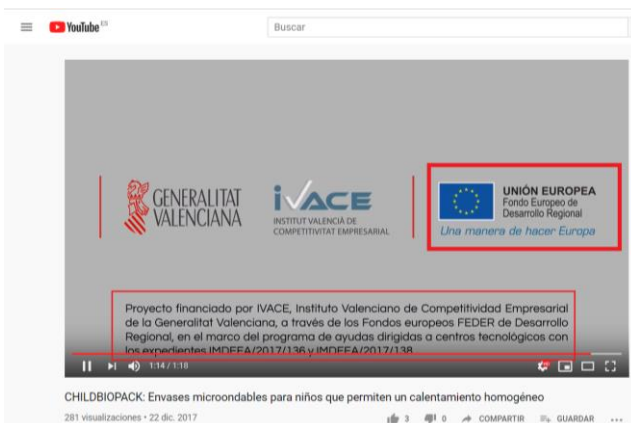 YouTube ES
Buscar
GENERALITAT
VALENCIANA
iVACE
INSTITUT VALENCIÀ DE
COMPETITIVITAT EMPRESARIAL
UNIÓN EUROPEA
Fondo Europeo de
Desarrollo Regional
Una manera de hacer Europa
Proyecto financiado por IVACE, Instituto Valenciano de Competitividad Empresarial
de la Generalitat Valenciana, a través de los Fondos europeos FEDER de Desarrollo
Regional, en el marco del programa de ayudas dirigidas a centros tecnológicos con
los expedientes IMDEEA/2017/136 y IMDEEA/2017/138
1:14 / 1:18
CHILDBIOPACK: Envases microondables para niños que permiten un calentamiento homogéneo
281 visualizaciones • 22 dic. 2017
3 0 COMPARTIR GUARDAR